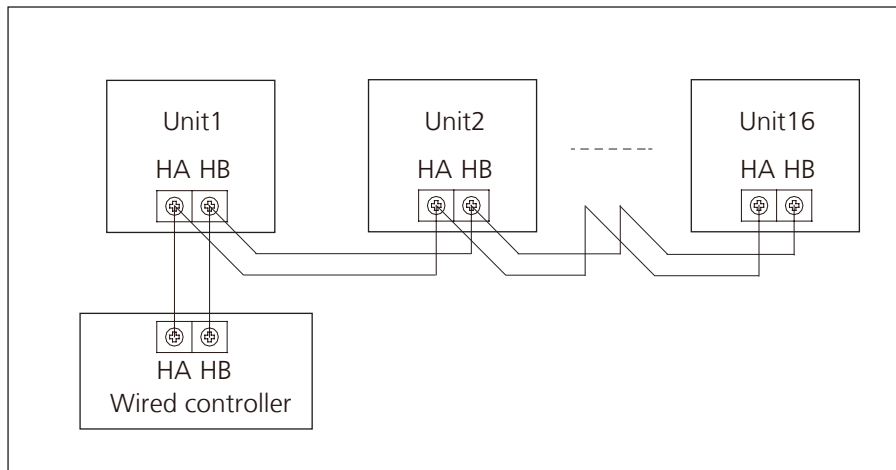 Unit1
HA HB
Unit2
HA HB
Unit16
HA HB
HA HB
Wired controller